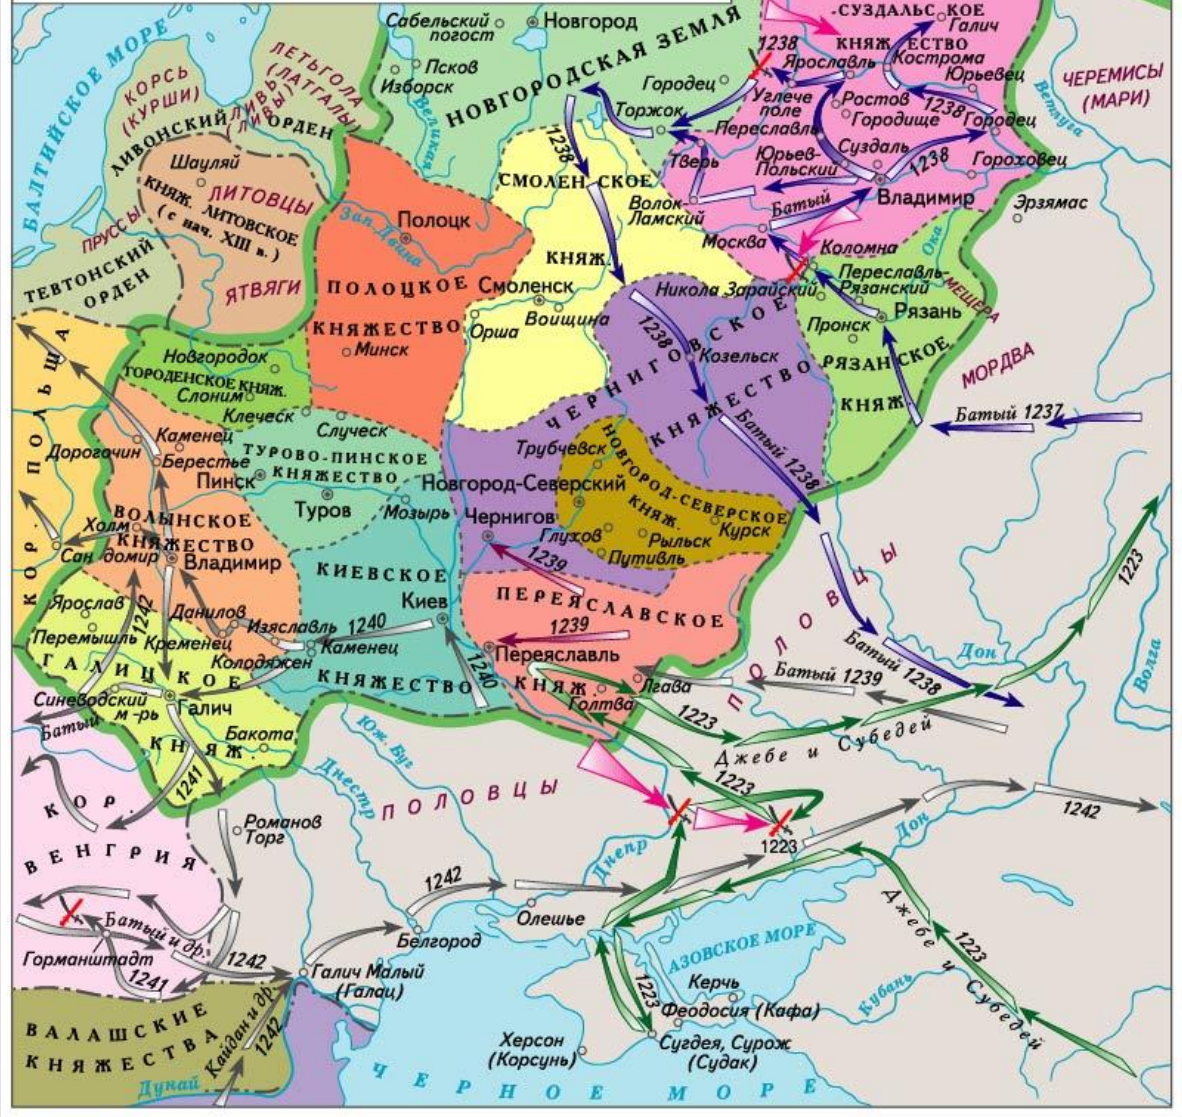 Сабельский
погост
Новгород
-СУЗДАЛЬСКОЕ
КНЯЖЕСТВО
Галич
БАЛТИЙСКОЕ МОРЕ
КОРСЬ
(КУРШИ)
ЛЕТЬГОЛА
(ЛАТГАЛЫ)
ЛИВЬ
(ЛИВЫ)
ЛИВОНСКИЙ ОРДЕН
Псков
Изборск
Великая
НОВГОРОДСКАЯ ЗЕМЛЯ
Городец
Торжок
1238
Ярославль
Кострома
Юрьевец
Углече
поле
Ростов
Городище
1238
Городец
Переславль
Суздаль
Юрьев-
Польский
1238
Гороховец
Тверь
Владимир
Волок
Ламский
Батый
Москва
Коломна
Ветлуга
ЧЕРЕМИСЫ
(МАРИ)
Эрзямас
Ока
МЕЩЕРА
Шауляй
КНЯЖ. ЛИТОВСКОЕ
(с нач. XIII в.)
ЛИТОВЦЫ
ПРУССЫ
ТЕВТОНСКИЙ
ОРДЕН
ЯТВЯГИ
Зап. Двина
Полоцк
ПОЛОЦКОЕ
КНЯЖЕСТВО
Минск
1238
СМОЛЕНСКОЕ
КНЯЖ.
Смоленск
Орша
Воищина
Никола Зарайский
Переславль-
Рязанский
Пронск
Рязань
РЯЗАНСКОЕ
КНЯЖ.
МОРДВА
Батый 1237
1238
Козельск
ЧЕРНИГОВСКОЕ
КНЯЖЕСТВО
Батый 1238
Новгородок
ГОРОДЕНСКОЕ КНЯЖ.
Слоним
Клеческ
Случеск
КОР. ПОЛЬША
Дорогочин
Каменец
Берестье
Пинск
ТУРОВО-ПИНСКОЕ
КНЯЖЕСТВО
Туров
Мозырь
Трубчевск
Новгород-Северский
НОВГОРОД-СЕВЕРСКОЕ
КНЯЖ.
Курск
Глухов
Рыльск
Путивль
Чернигов
1239
Холм
ВОЛЫНСКОЕ
КНЯЖЕСТВО
Сандомир
Владимир
КИЕВСКОЕ
Киев
КНЯЖЕСТВО
ПЕРЕЯСЛАВСКОЕ
КНЯЖ.
1239
Переяславль
1240
1240
Ярослав
Перемышль
1242
Данилов
Изяславль
Кременец
Каменец
Колодяжен
ГАЛИЦКОЕ
КНЯЖ.
Синеводский
м-рь
Галич
Батый
Бакота
1241
Лтава
Голтва
Батый 1239
Батый 1238
ПОЛОВЦЫ
Дон
Волга
1223
1223
Джебе и Субедей
1223
КОР.
ВЕНГРИЯ
Юж. Буг
Днестр
ПОЛОВЦЫ
Романов
Торг
1223
Днепр
Дон
1242
1242
Олешье
Белгород
Батый и др.
Горманштадт
1241
1242
Галич Малый
(Галац)
Джебе и Субедей
1223
АЗОВСКОЕ МОРЕ
Керчь
Феодосия (Кафа)
Кубань
1223
Сугдея, Сурож
(Судак)
Херсон
(Корсунь)
ВАЛАШСКИЕ
КНЯЖЕСТВА
Кайдан и др.
1242
Дунай
ЧЕРНОЕ МОРЕ